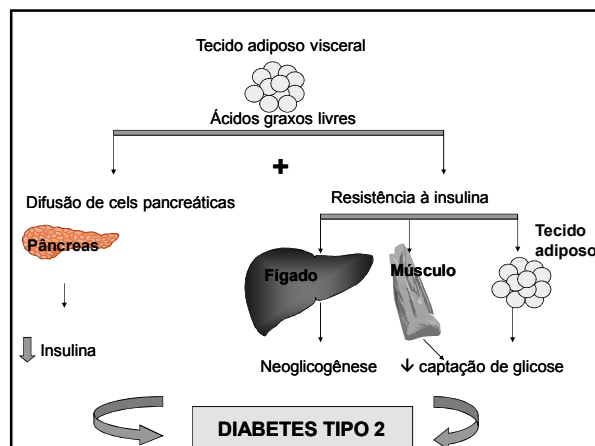 Tecido adiposo visceral
Ácidos graxos livres
+
Difusão de cels pancreáticas
Resistência à insulina
Pâncreas
Fígado
Músculo
Tecido
adiposo
Insulina
Neoglicogênese
↓ captação de glicose
DIABETES TIPO 2